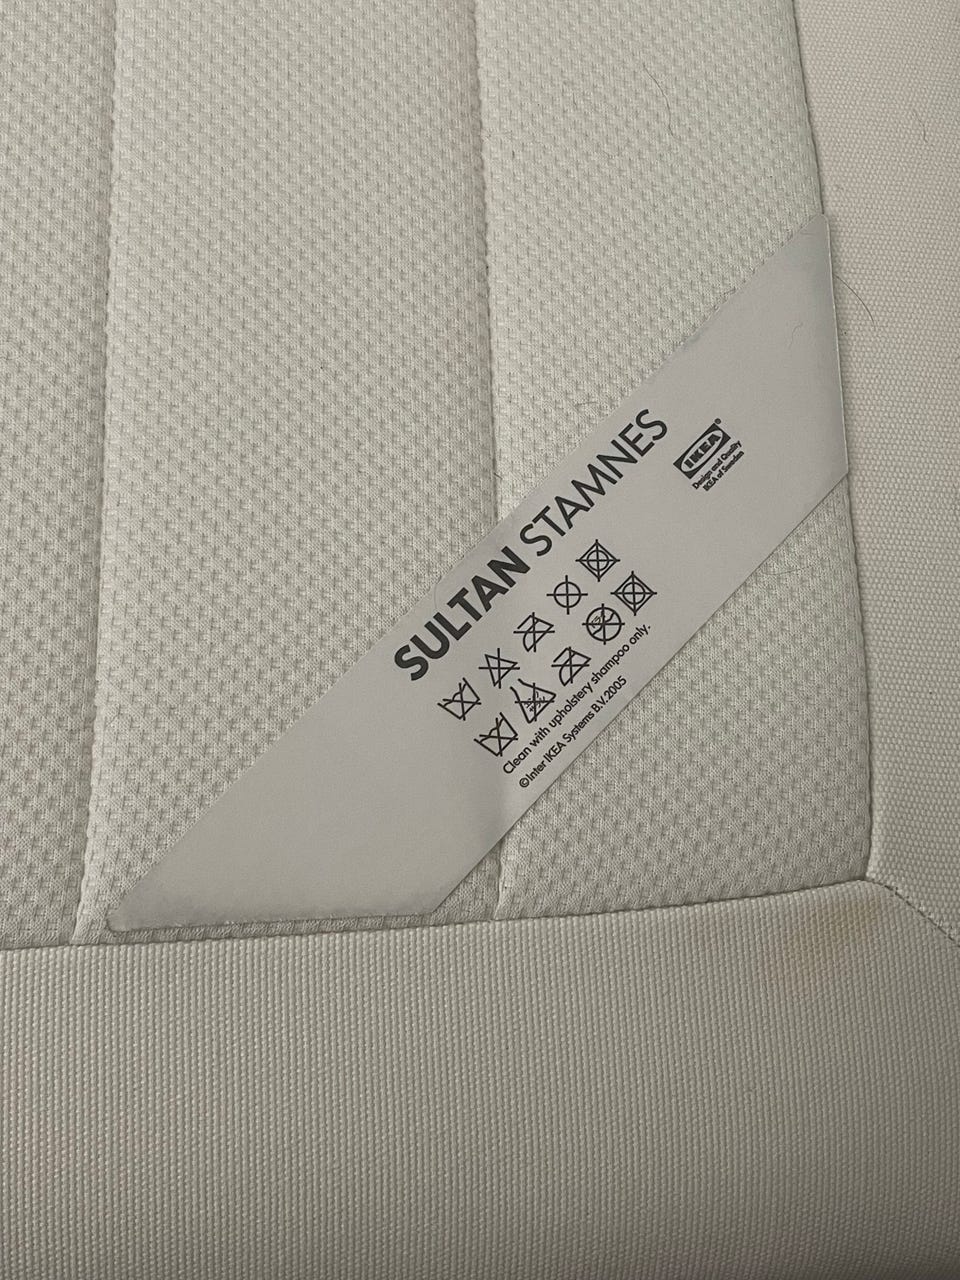 SULTAN STAMNES
IKEA®
Design and Quality
IKEA of Sweden
Clean with upholstery shampoo only.
©Inter IKEA Systems B.V.2005